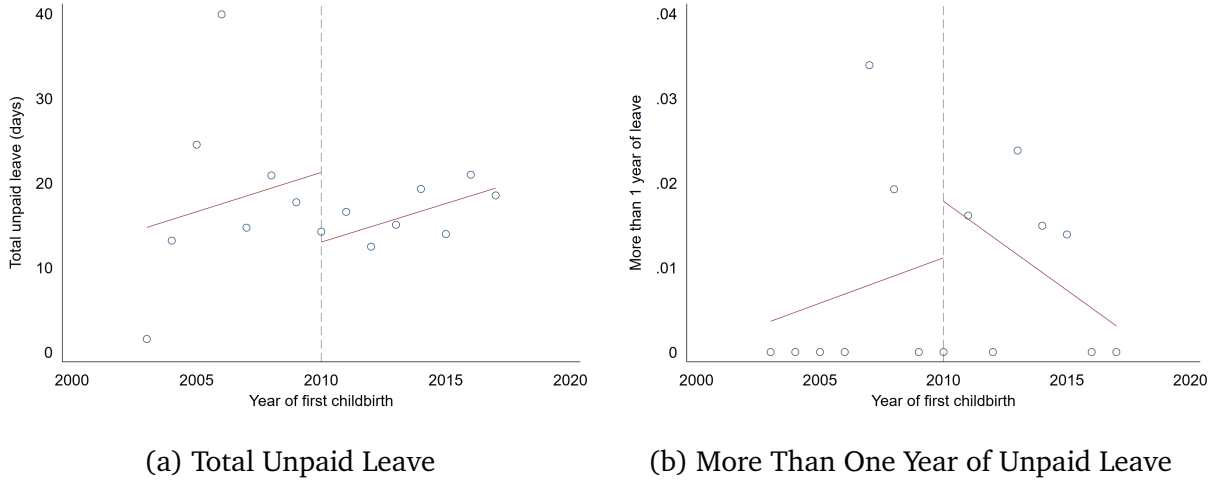 40
30
20
10
0
Total unpaid leave (days)
2000 2005 2010 2015 2020
Year of first childbirth
(a) Total Unpaid Leave
.04
.03
.02
.01
0
More than 1 year of leave
2000 2005 2010 2015 2020
Year of first childbirth
(b) More Than One Year of Unpaid Leave